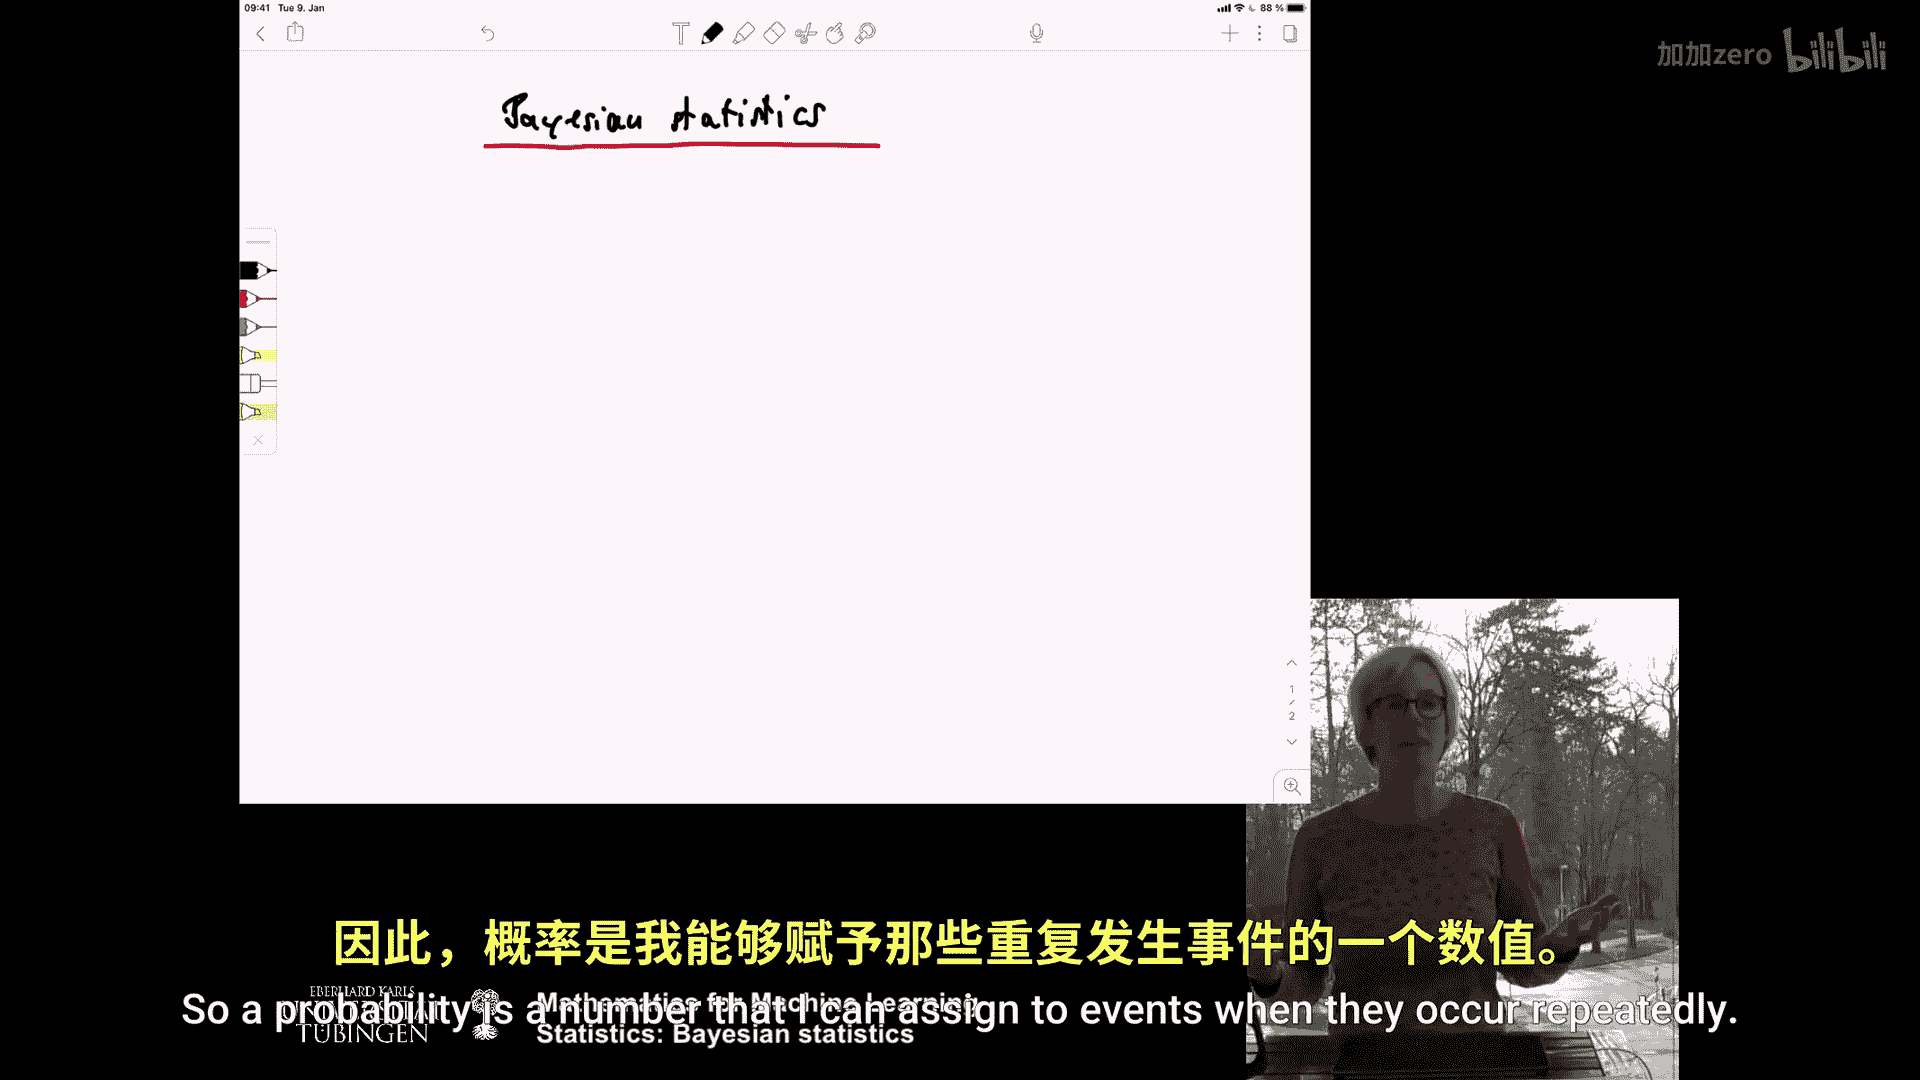 09:41 Tue 9. Jan
88 %
加加zero bilibili
Bayesian statistics
1
2
因此，概率是我能够赋予那些重复发生事件的一个数值。
So a probability is a number that I can assign to events when they occur repeatedly.
EBERHARD KARLS
UNIVERSITÄT
TÜBINGEN
Mathematics for Machine Learning
Statistics: Bayesian statistics